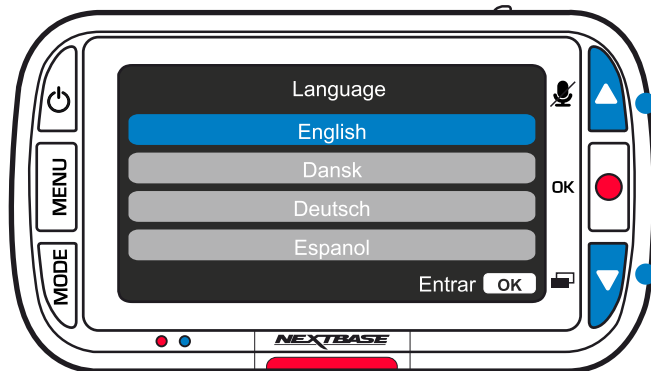 Language
English
Dansk
Deutsch
Espanol
Entrar OK
MENU
MODE
OK
NEXTBASE